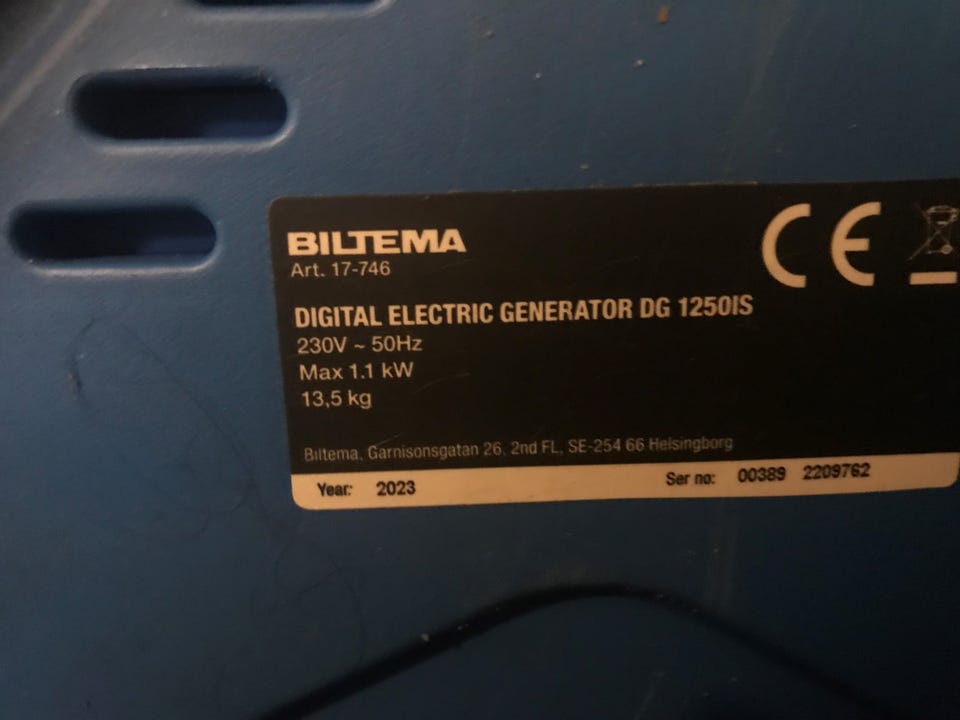 BILTEMA
Art. 17-746
CE
DIGITAL ELECTRIC GENERATOR DG 1250IS
230V ~ 50Hz
Max 1.1 kW
13,5 kg
Biltema, Garnisonsgatan 26, 2nd FL, SE-254 66 Helsingborg
Year: 2023 Ser no: 00389 2209762